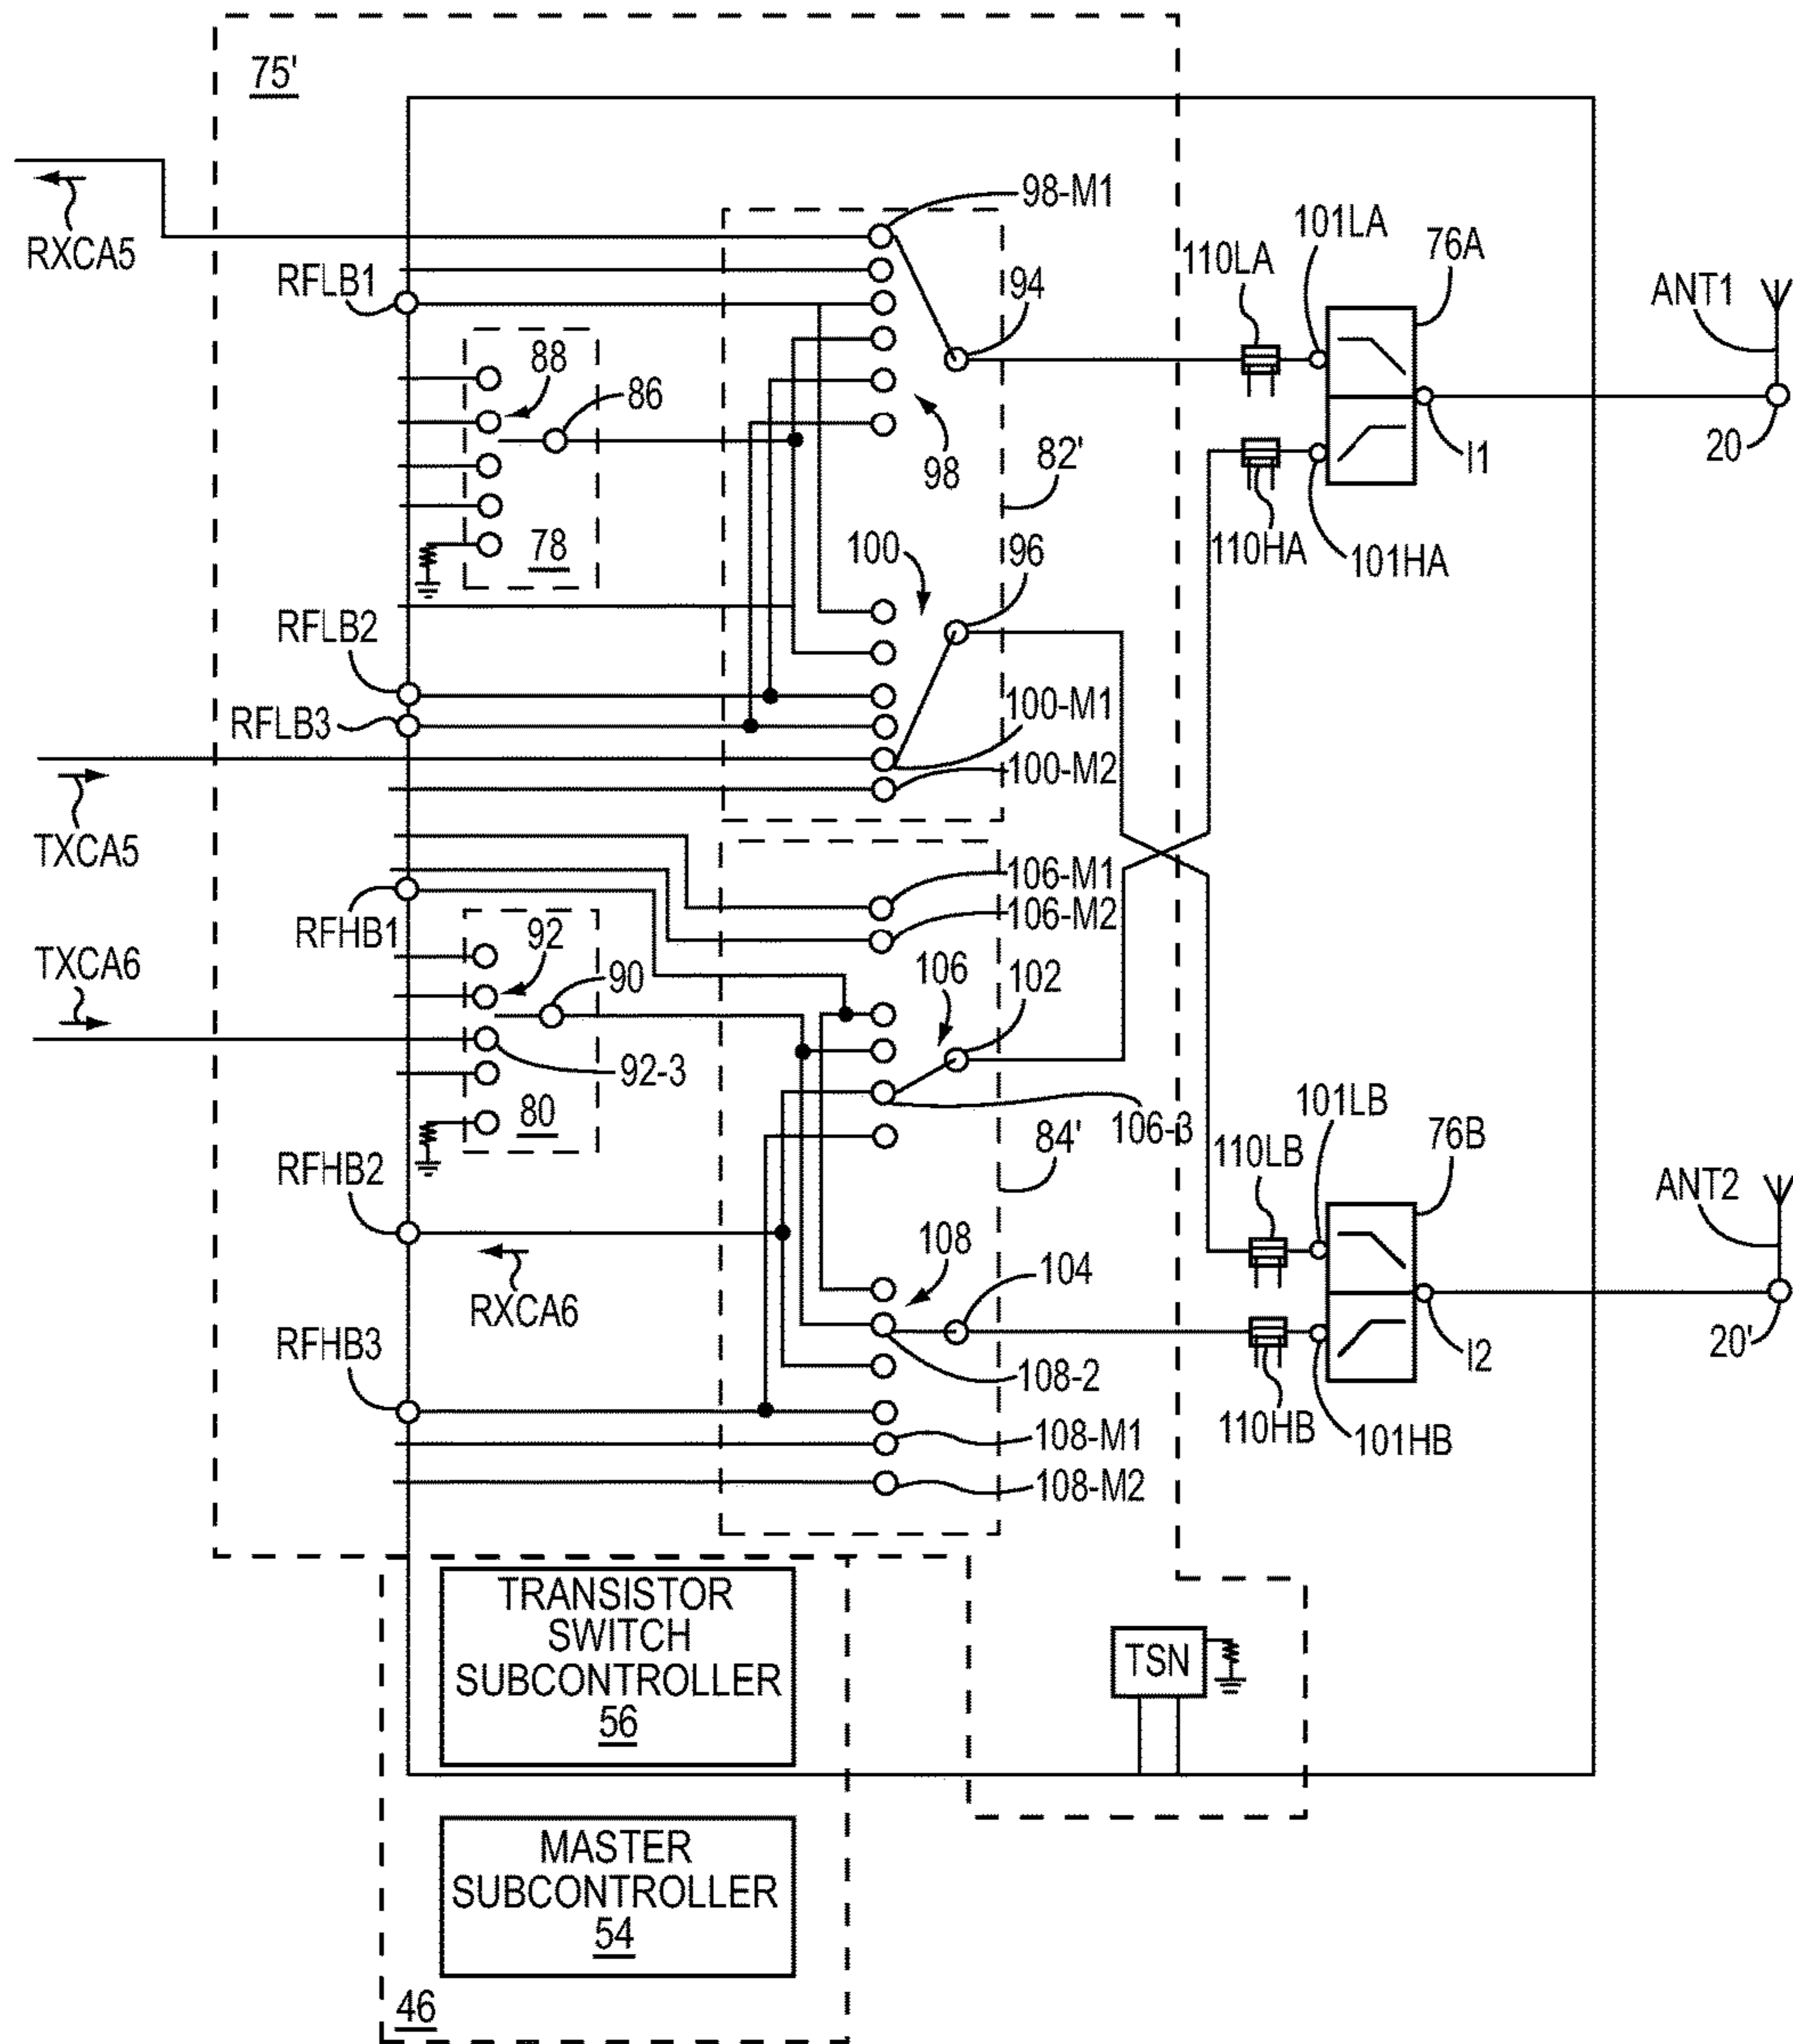 75'
RXCA5
98-M1
101LA
76A
RFLB1
110LA
94
ANT1
88
86
98
82'
I1
20
78
100
96
110HA
101HA
RFLB2
RFLB3
100-M1
100-M2
TXCA5
106-M1
106-M2
RFHB1
92
TXCA6
90
106
102
92-3
80
106-3
101LB
76B
84'
110LB
RFHB2
ANT2
108
104
RXCA6
I2
20'
RFHB3
108-2
110HB
101HB
108-M1
108-M2
TRANSISTOR
SWITCH
SUBCONTROLLER
56
TSN
MASTER
SUBCONTROLLER
54
46